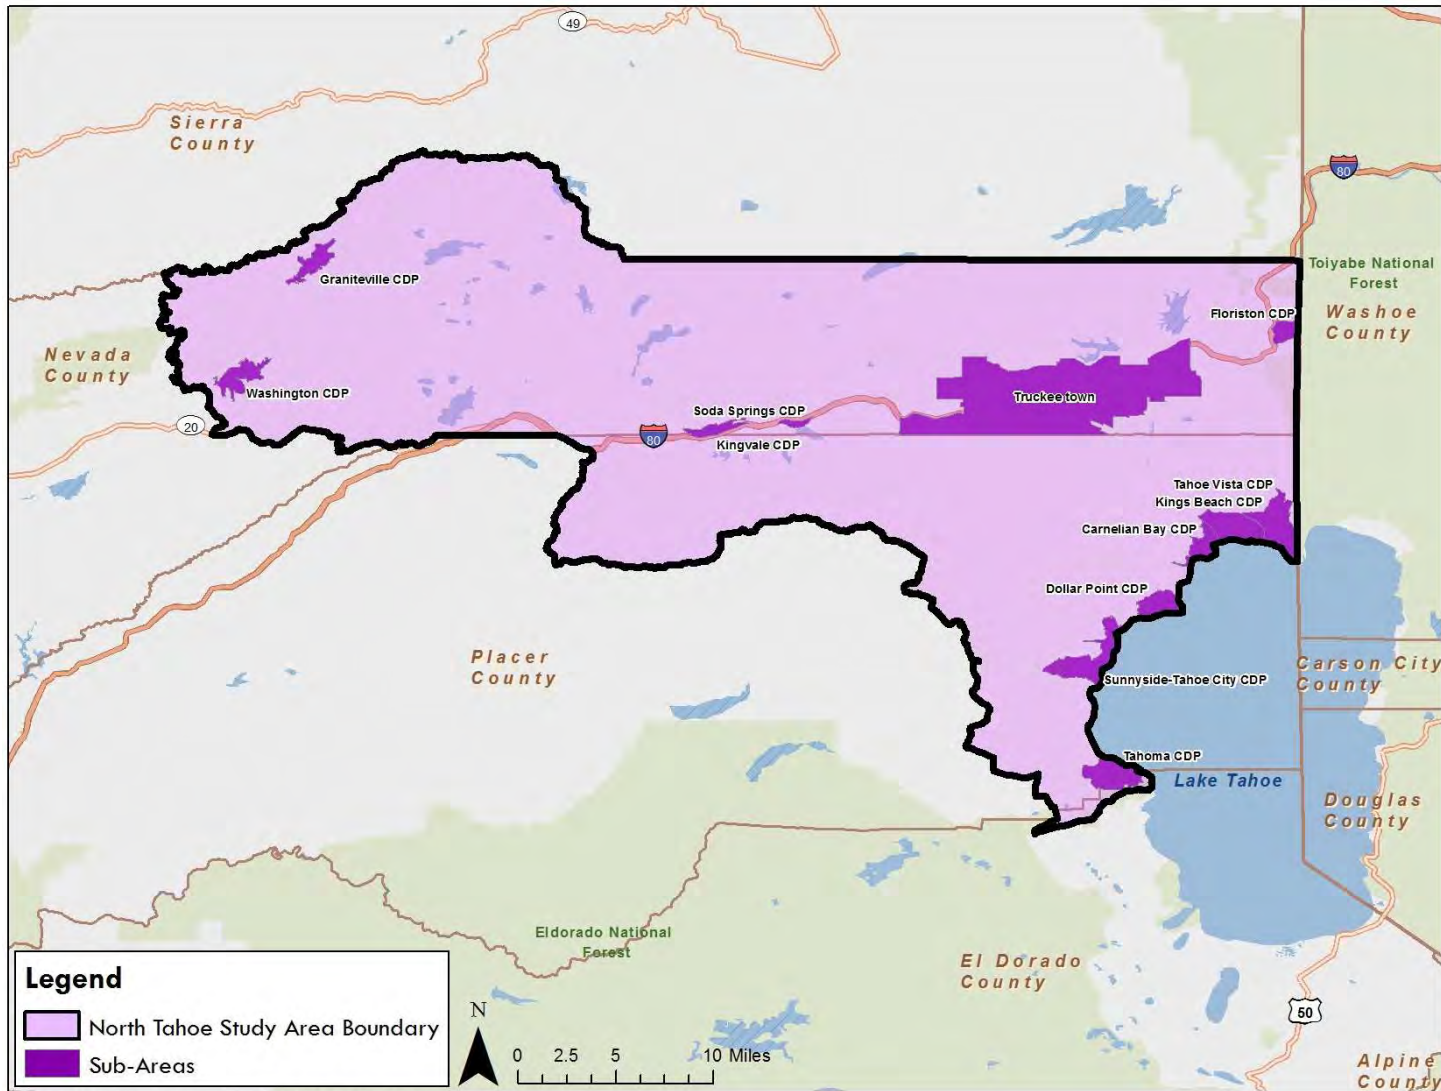 49
Sierra
County
80
Toiyabe National
Forest
Graniteville CDP
Floriston CDP
Washoe
County
Nevada
County
Washington CDP
Truckee town
20
Soda Springs CDP
80
Kingvale CDP
Tahoe Vista CDP
Kings Beach CDP
Carnelian Bay CDP
Dollar Point CDP
Placer
County
Carson City
County
Sunnyside-Tahoe City CDP
Tahoma CDP
Lake Tahoe
Douglas
County
Eldorado National
Forest
El Dorado
County
50
Alpine
County
Legend
North Tahoe Study Area Boundary
Sub-Areas
N
0 2.5 5 10 Miles